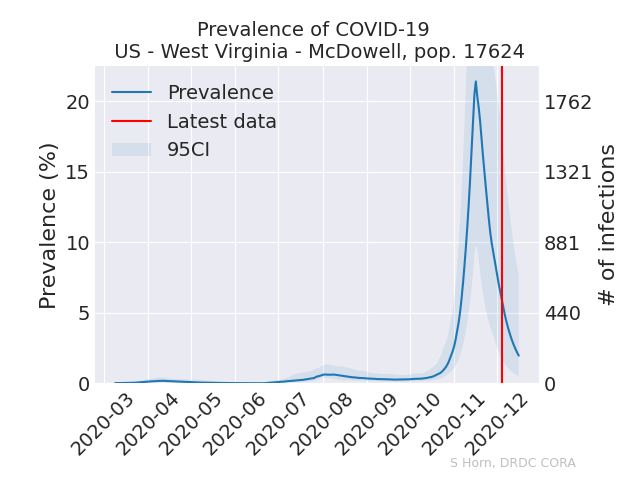 Prevalence of COVID-19
US - West Virginia - McDowell, pop. 17624
Prevalence
Latest data
95CI
Prevalence (%)
20
15
10
5
0
1762
1321
881
440
0
# of infections
2020-03
2020-04
2020-05
2020-06
2020-07
2020-08
2020-09
2020-10
2020-11
2020-12
S Horn, DRDC CORA